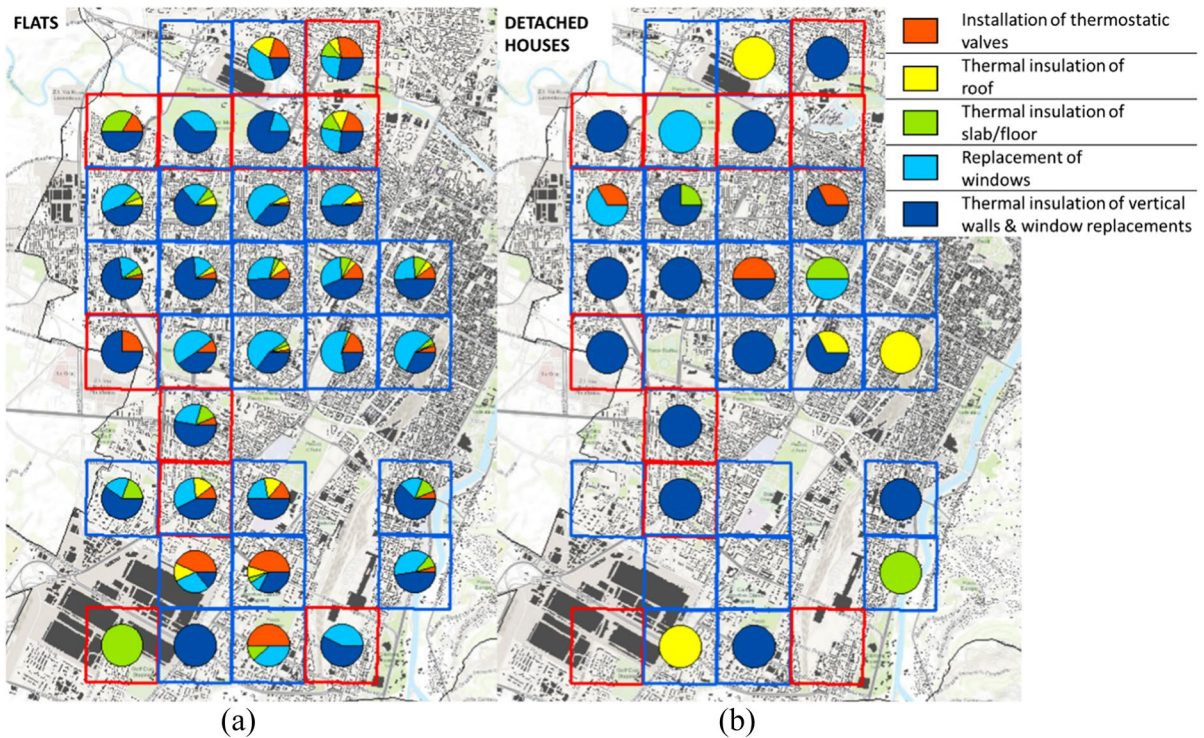 FLATS
DETACHED
HOUSES
Installation of thermostatic
valves
Thermal insulation of
roof
Thermal insulation of
slab/floor
Replacement of
windows
Thermal insulation of vertical
walls & window replacements
(a)
(b)